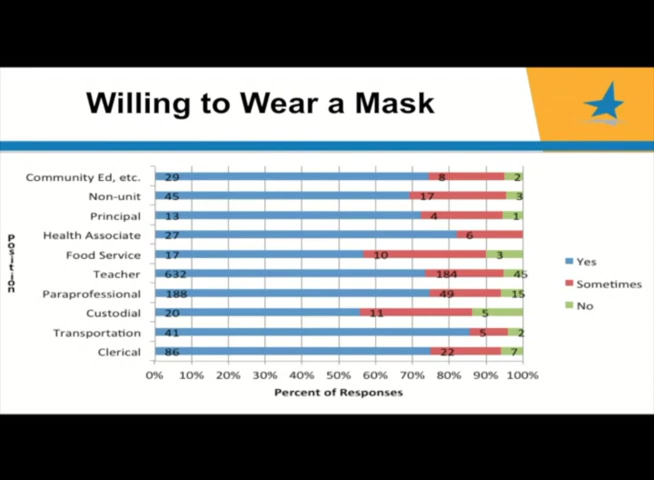 Willing to Wear a Mask
Community Ed, etc. 29 8 2
Non-unit 45 17 3
Principal 13 4 1
Health Associate 27 6
Food Service 17 10 3
Teacher 632 184 45
Paraprofessional 188 49 15
Custodial 20 11 5
Transportation 41 5 2
Clerical 86 22 7
0% 10% 20% 30% 40% 50% 60% 70% 80% 90% 100%
Percent of Responses
Position
Yes
Sometimes
No